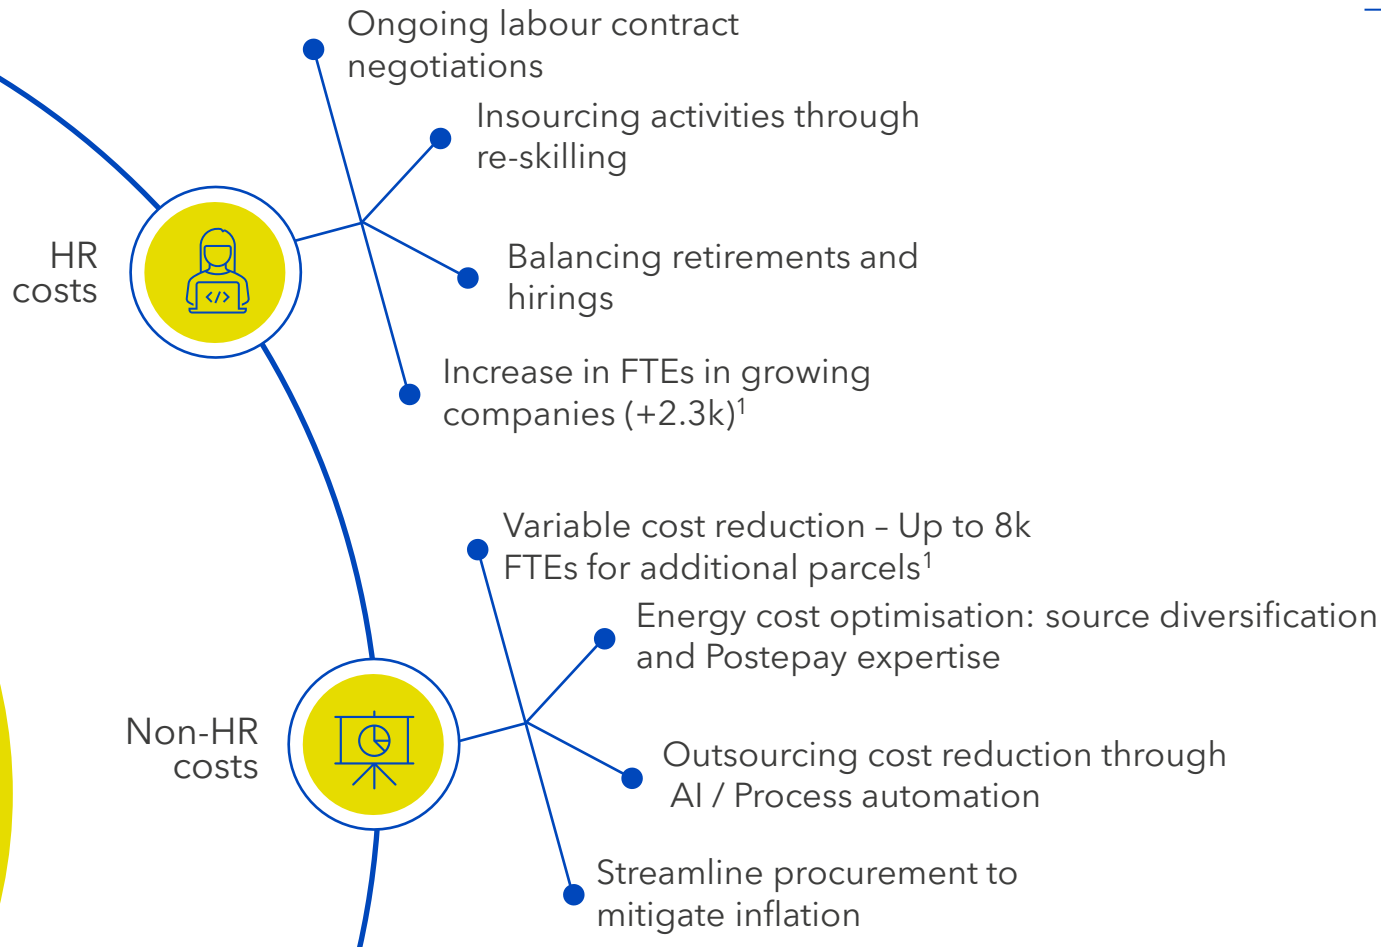 Ongoing labour contract
negotiations
Insourcing activities through
re-skilling
HR
costs
</>
Balancing retirements and
hirings
Increase in FTEs in growing
companies (+2.3k)¹
Variable cost reduction – Up to 8k
FTEs for additional parcels¹
Energy cost optimisation: source diversification
and Postepay expertise
Non-HR
costs
Outsourcing cost reduction through
AI / Process automation
Streamline procurement to
mitigate inflation